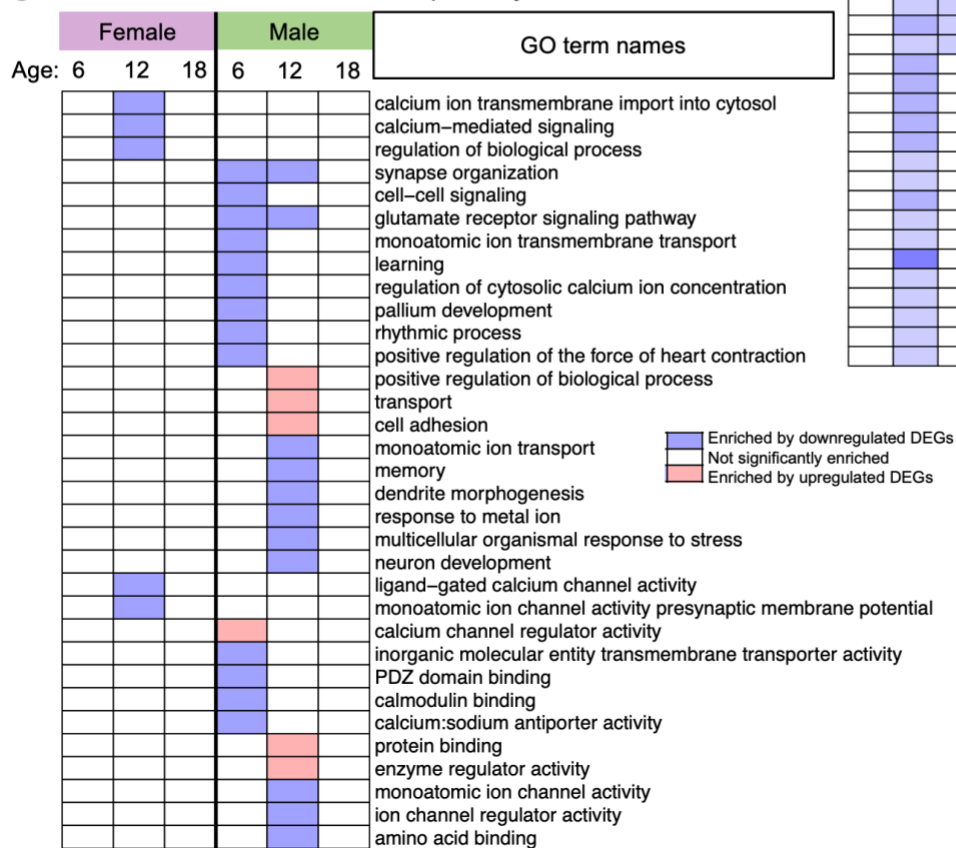 Female Male GO term names
Age: 6 12 18 6 12 18
calcium ion transmembrane import into cytosol
calcium−mediated signaling
regulation of biological process
synapse organization
cell−cell signaling
glutamate receptor signaling pathway
monoatomic ion transmembrane transport
learning
regulation of cytosolic calcium ion concentration
pallium development
rhythmic process
positive regulation of the force of heart contraction
positive regulation of biological process
transport
cell adhesion
monoatomic ion transport
memory
dendrite morphogenesis
response to metal ion
multicellular organismal response to stress
neuron development
ligand−gated calcium channel activity
monoatomic ion channel activity presynaptic membrane potential
calcium channel regulator activity
inorganic molecular entity transmembrane transporter activity
PDZ domain binding
calmodulin binding
calcium:sodium antiporter activity
protein binding
enzyme regulator activity
monoatomic ion channel activity
ion channel regulator activity
amino acid binding
Enriched by downregulated DEGs
Not significantly enriched
Enriched by upregulated DEGs